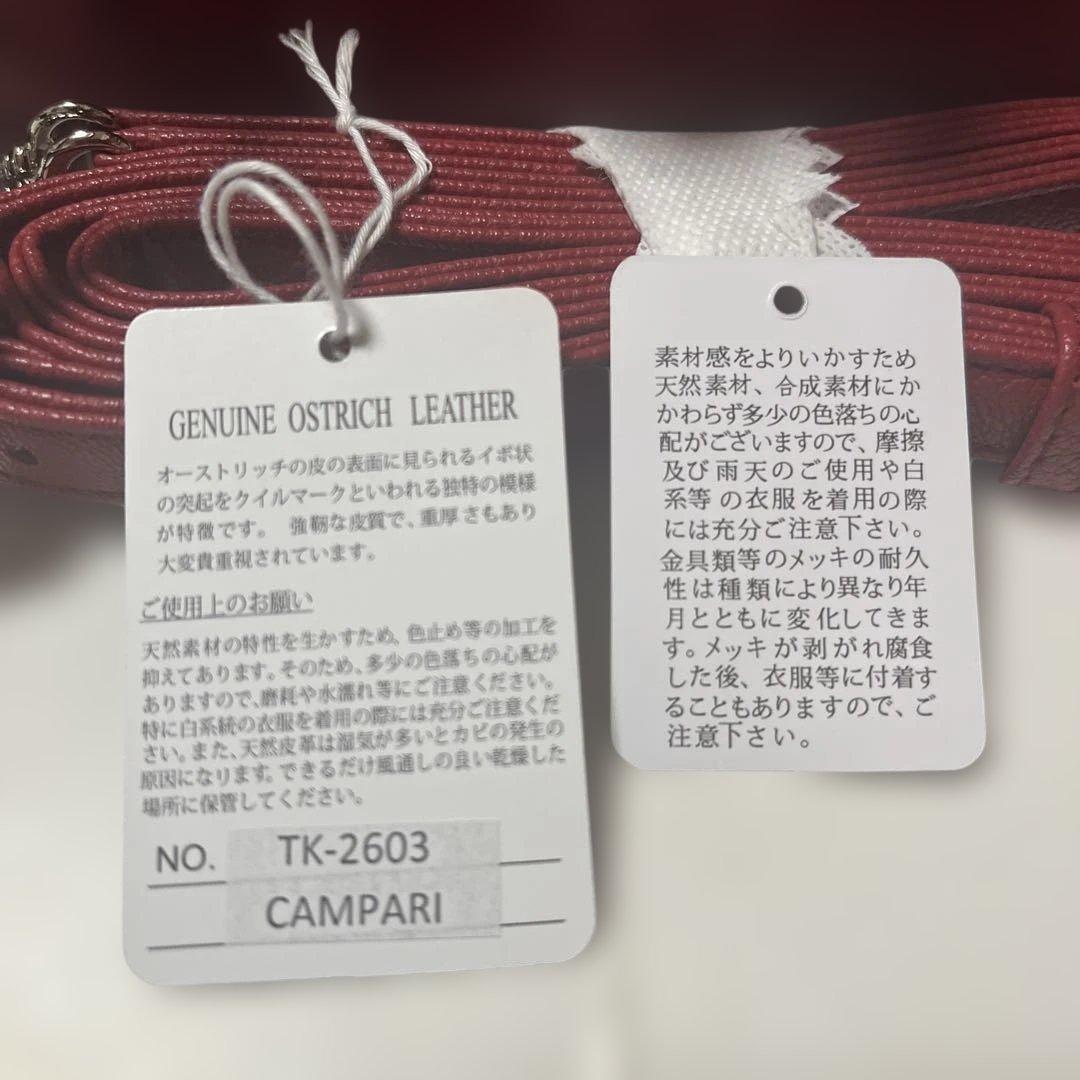 GENUINE OSTRICH LEATHER
オーストリッチの皮の表面に見られるイボ状
の突起をクイルマークといわれる独特の模様
が特徴です。 強靭な皮質で、重厚さもあり
大変貴重視されています。
ご使用上のお願い
天然素材の特性を生かすため、色止め等の加工を
抑えてあります。そのため、多少の色落ちの心配が
ありますので、磨耗や水濡れ等にご注意ください。
特に白系統の衣服を着用の際には充分ご注意くだ
さい。また、天然皮革は湿気が多いとカビの発生の
原因になります。できるだけ風通しの良い乾燥した
場所に保管してください。
NO. TK-2603
CAMPARI
素材感をよりいかすため
天然素材、合成素材にか
かわらず多少の色落ちの心
配がございますので、摩擦
及び雨天のご使用や白
系等の衣服を着用の際
には充分ご注意下さい。
金具類等のメッキの耐久
性は種類により異なり年
月とともに変化してきま
す。メッキが剥がれ腐食
した後、衣服等に付着す
ることもありますので、ご
注意下さい。